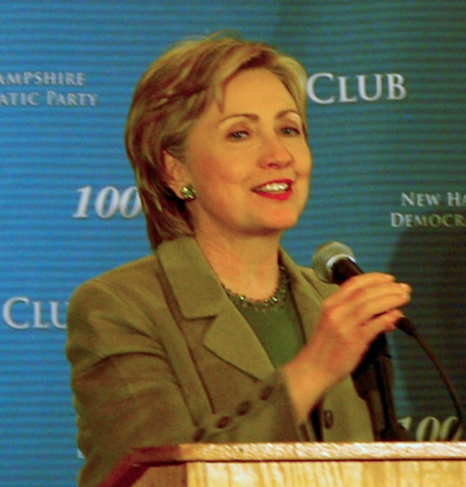 AMPSHIRE
ATIC PARTY
CLUB
100
NEW HA
DEMOCR
CLU
100